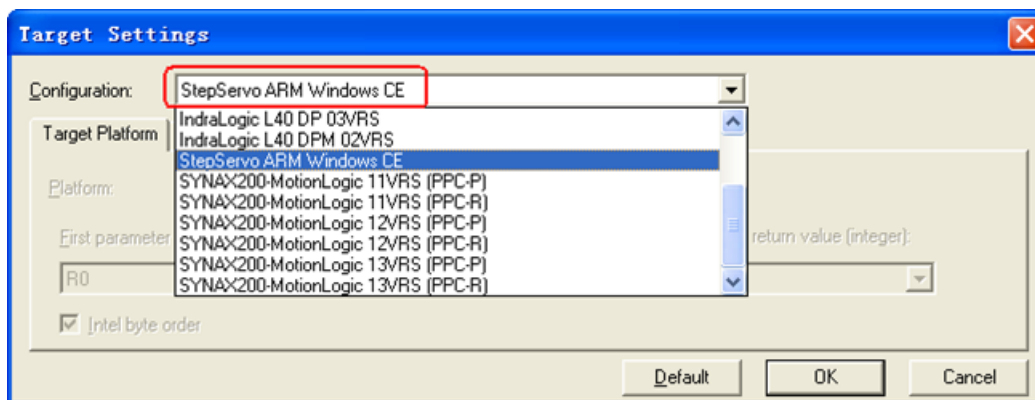 Target Settings
Configuration:
StepServo ARM Windows CE
IndraLogic L40 DP 03VRS
IndraLogic L40 DPM 02VRS
StepServo ARM Windows CE
SYNAX200-MotionLogic 11VRS (PPC-P)
SYNAX200-MotionLogic 11VRS (PPC-R)
SYNAX200-MotionLogic 12VRS (PPC-P)
SYNAX200-MotionLogic 12VRS (PPC-R)
SYNAX200-MotionLogic 13VRS (PPC-P)
SYNAX200-MotionLogic 13VRS (PPC-R)
Target Platform
Platform:
First parameter
return value (integer):
R0
Intel byte order
Default
OK
Cancel